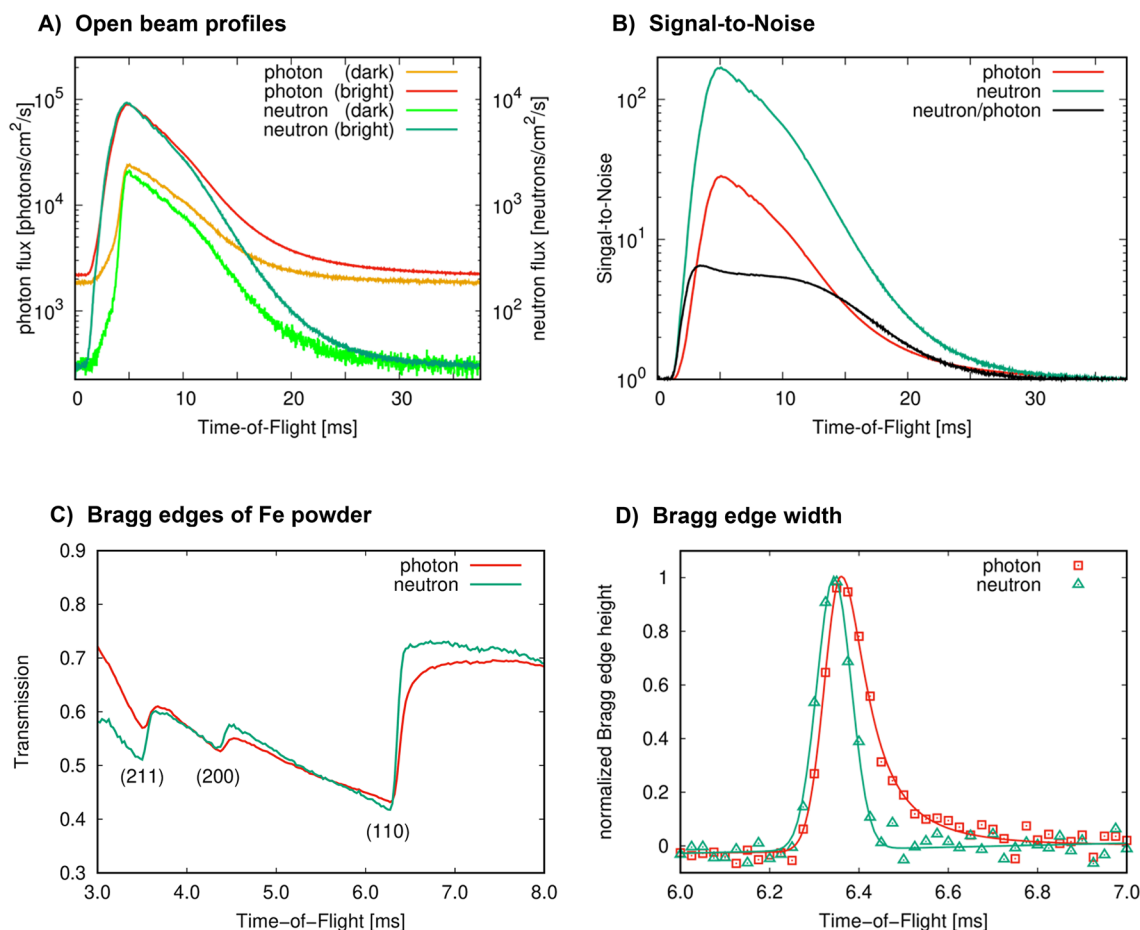 A) Open beam profiles
photon (dark)
photon (bright)
neutron (dark)
neutron (bright)
10^5
10^4
10^3
10^4
10^3
10^2
photon flux [photons/cm^2/s]
neutron flux [neutrons/cm^2/s]
0 10 20 30
Time-of-Flight [ms]
B) Signal-to-Noise
photon
neutron
neutron/photon
10^2
10^1
10^0
Singal-to-Noise
0 10 20 30
Time-of-Flight [ms]
C) Bragg edges of Fe powder
photon
neutron
0.9
0.8
0.7
0.6
0.5
0.4
0.3
Transmission
(211)
(200)
(110)
3.0 4.0 5.0 6.0 7.0 8.0
Time-of-Flight [ms]
D) Bragg edge width
photon
neutron
1
0.8
0.6
0.4
0.2
0
normalized Bragg edge height
6.0 6.2 6.4 6.6 6.8 7.0
Time-of-Flight [ms]